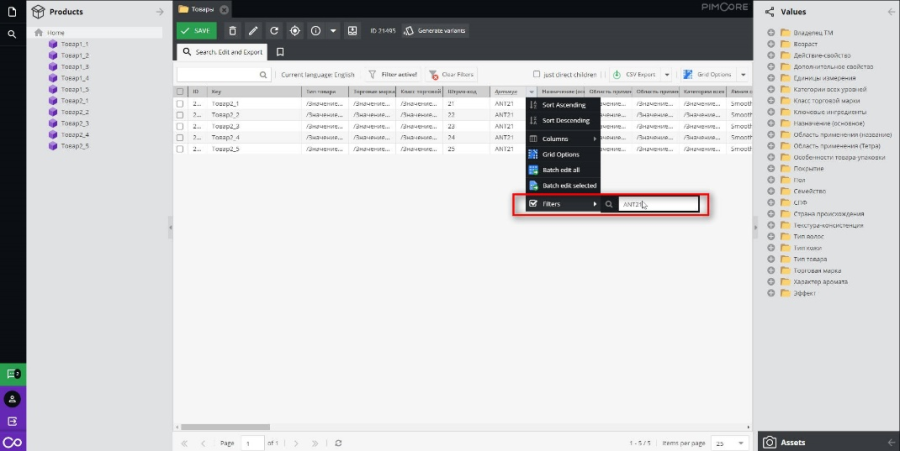 Products
Home
Товар1_1
Товар1_2
Товар1_3
Товар1_4
Товар1_5
Товар2_1
Товар2_2
Товар2_3
Товар2_4
Товар2_5
Товары
PIMCORE
SAVE
ID 21495
Generate variants
Search, Edit and Export
Current language: English
Filter active!
Clear Filters
just direct children
CSV Export
Grid Options
ID Key Тип товара Торговая марка Класс торговой Штрих-код Артикул Назначение (ос Область приме Область приме Категории всех
2... Товар2_1 /Значение... /Значение... /Значение... 21 ANT21 Smooth
2... Товар2_2 /Значение... /Значение... /Значение... 22 ANT21 Smooth
2... Товар2_3 /Значение... /Значение... /Значение... 23 ANT21 Smooth
2... Товар2_4 /Значение... /Значение... /Значение... 24 ANT21 Smooth
2... Товар2_5 /Значение... /Значение... /Значение... 25 ANT21 Smooth
Sort Ascending
Sort Descending
Columns
Grid Options
Batch edit all
Batch edit selected
Filters ANT21
Page 1 of 1
1 - 5 / 5 Items per page 25
Values
Владелец ТМ
Возраст
Действие-свойство
Дополнительное свойство
Единицы измерения
Категории всех уровней
Класс торговой марки
Ключевые ингредиенты
Назначение (основное)
Область применения (название)
Область применения (Тетра)
Особенности товара-упаковки
Покрытие
Пол
Семейство
СПФ
Страна происхождения
Текстура-консистенция
Тип волос
Тип кожи
Тип товара
Торговая марка
Характер аромата
Эффект
Assets